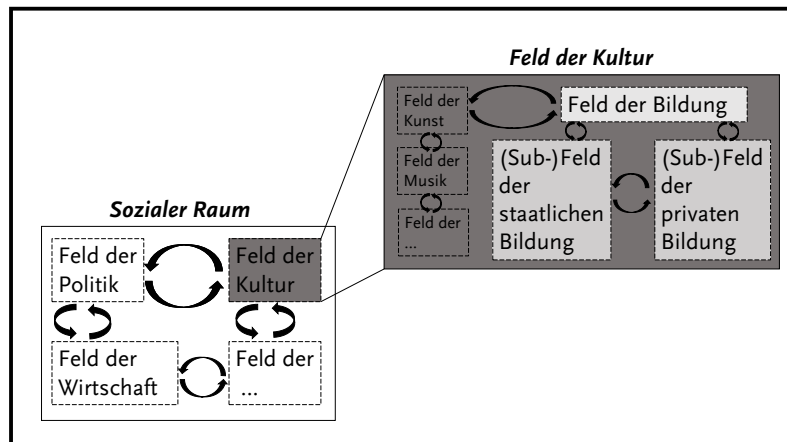 Feld der Kultur
Feld der
Kunst
Feld der Bildung
Feld der
Musik
Feld der
...
(Sub-)Feld
der
staatlichen
Bildung
(Sub-)Feld
der
privaten
Bildung
Sozialer Raum
Feld der
Politik
Feld der
Kultur
Feld der
Wirtschaft
Feld der
...